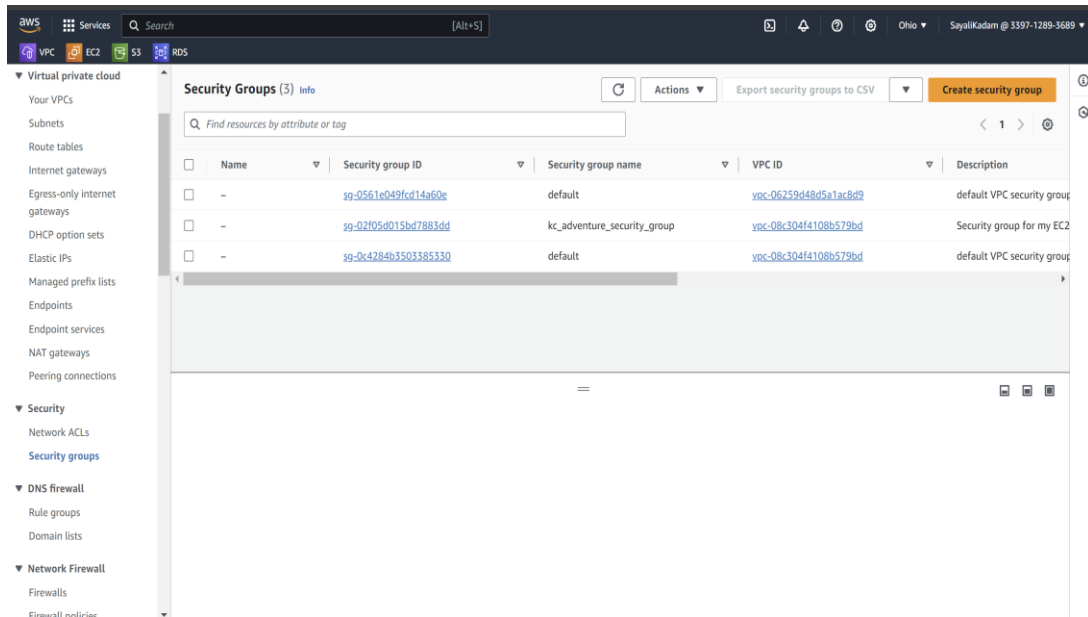 aws Services Search [Alt+S] Ohio ▼ SayaliKadam @ 3397-1289-3689 ▼
VPC EC2 S3 RDS
▼ Virtual private cloud
Your VPCs
Subnets
Route tables
Internet gateways
Egress-only internet
gateways
DHCP option sets
Elastic IPs
Managed prefix lists
Endpoints
Endpoint services
NAT gateways
Peering connections
▼ Security
Network ACLs
Security groups
▼ DNS firewall
Rule groups
Domain lists
▼ Network Firewall
Firewalls
Firewall policies
Security Groups (3) Info Actions ▼ Export security groups to CSV ▼ Create security group
Find resources by attribute or tag < 1 >
Name Security group ID Security group name VPC ID Description
– sg-0561e049fcd14a60e default vpc-06259d48d5a1ac8d9 default VPC security group
– sg-02f05d015bd7883dd kc_adventure_security_group vpc-08c304f4108b579bd Security group for my EC2
– sg-0c4284b3503385330 default vpc-08c304f4108b579bd default VPC security group